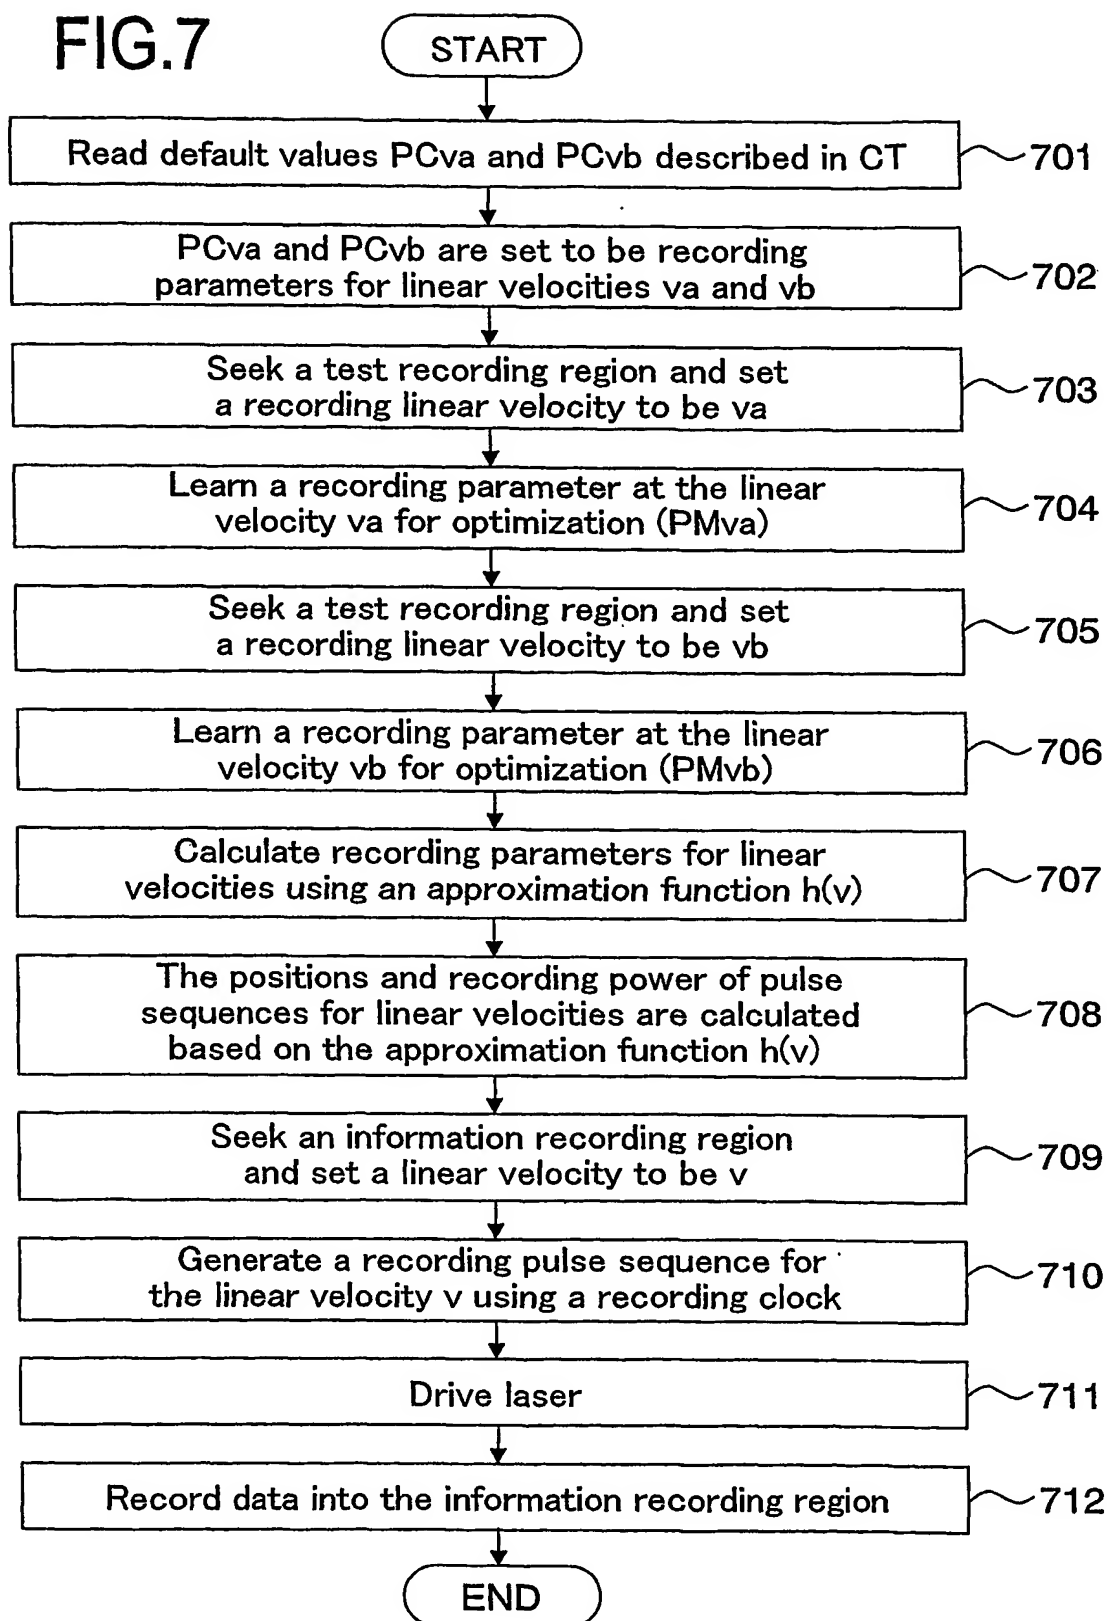 FIG.7
START
Read default values PCva and PCvb described in CT
701
PCva and PCvb are set to be recording
parameters for linear velocities va and vb
702
Seek a test recording region and set
a recording linear velocity to be va
703
Learn a recording parameter at the linear
velocity va for optimization (PMva)
704
Seek a test recording region and set
a recording linear velocity to be vb
705
Learn a recording parameter at the linear
velocity vb for optimization (PMvb)
706
Calculate recording parameters for linear
velocities using an approximation function h(v)
707
The positions and recording power of pulse
sequences for linear velocities are calculated
based on the approximation function h(v)
708
Seek an information recording region
and set a linear velocity to be v
709
Generate a recording pulse sequence for
the linear velocity v using a recording clock
710
Drive laser
711
Record data into the information recording region
712
END